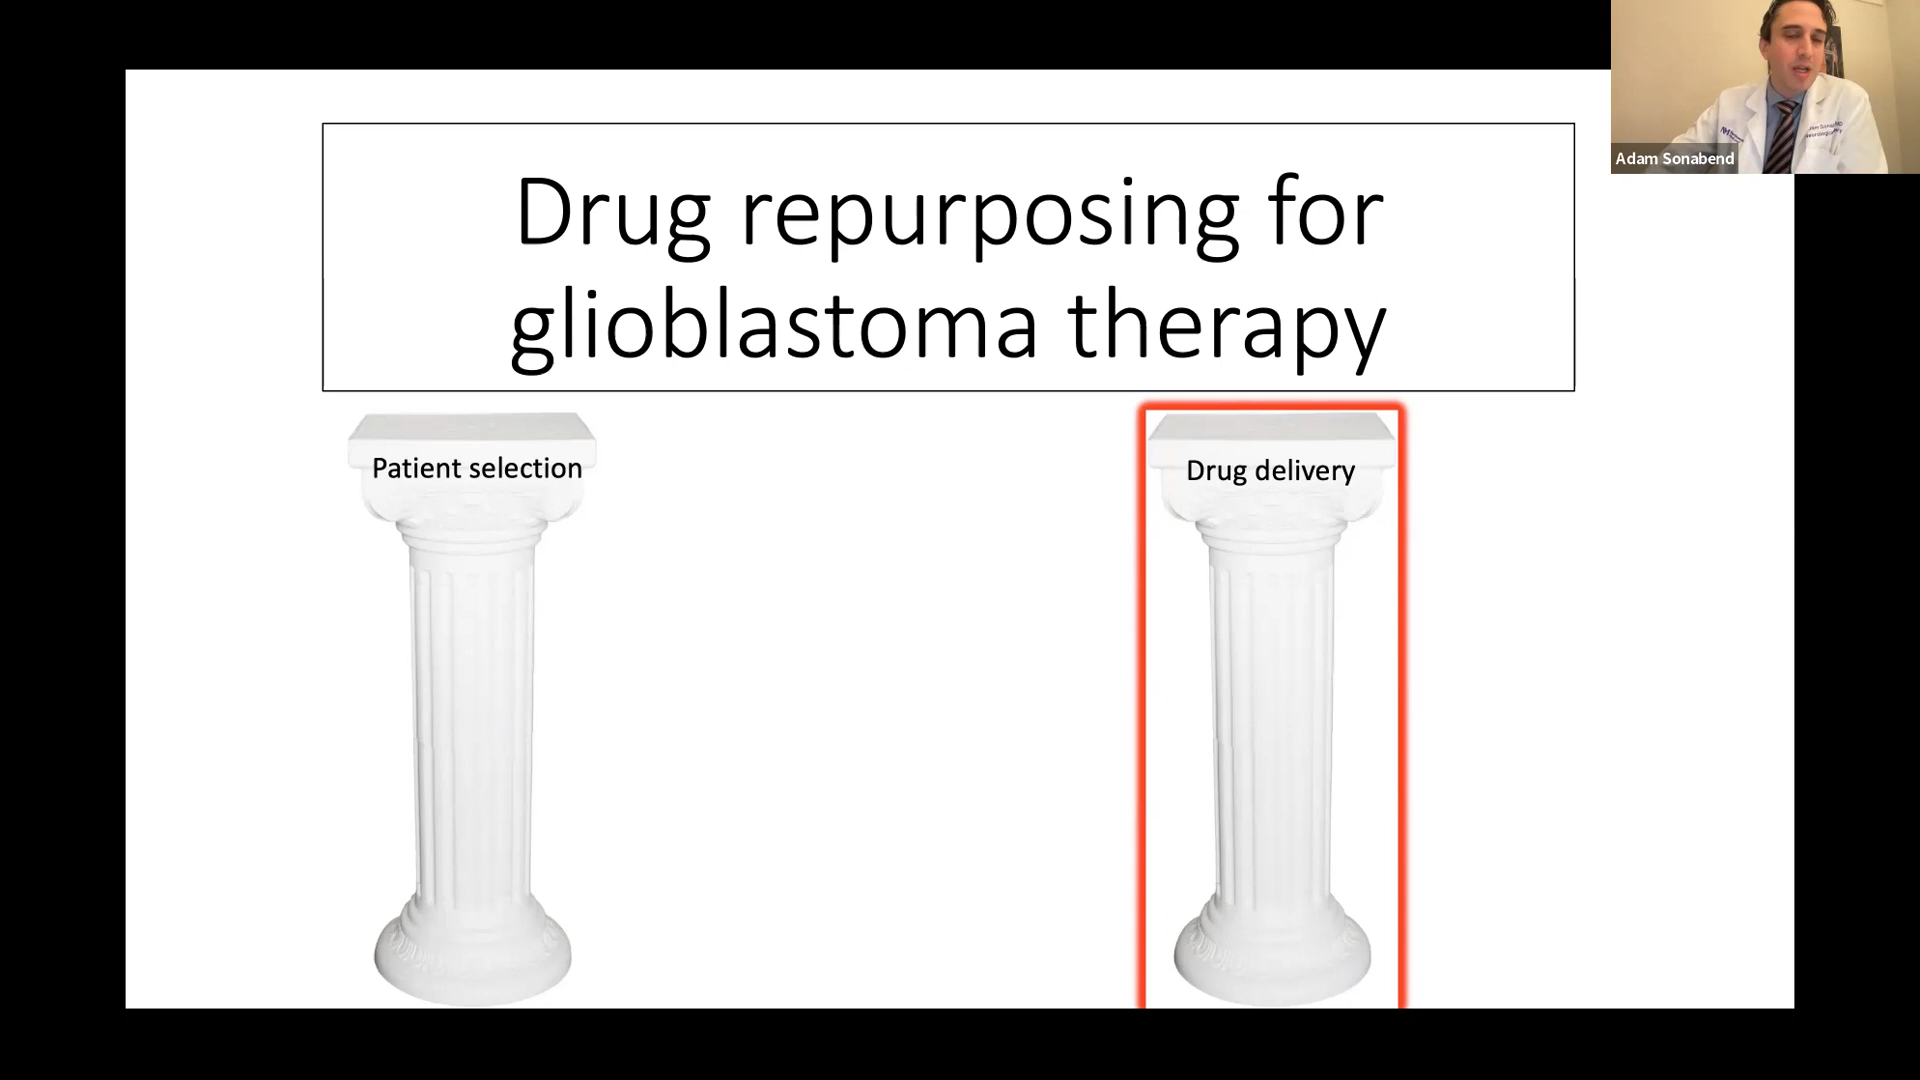 Drug repurposing for
glioblastoma therapy
Patient selection
Drug delivery
Adam Sonabend